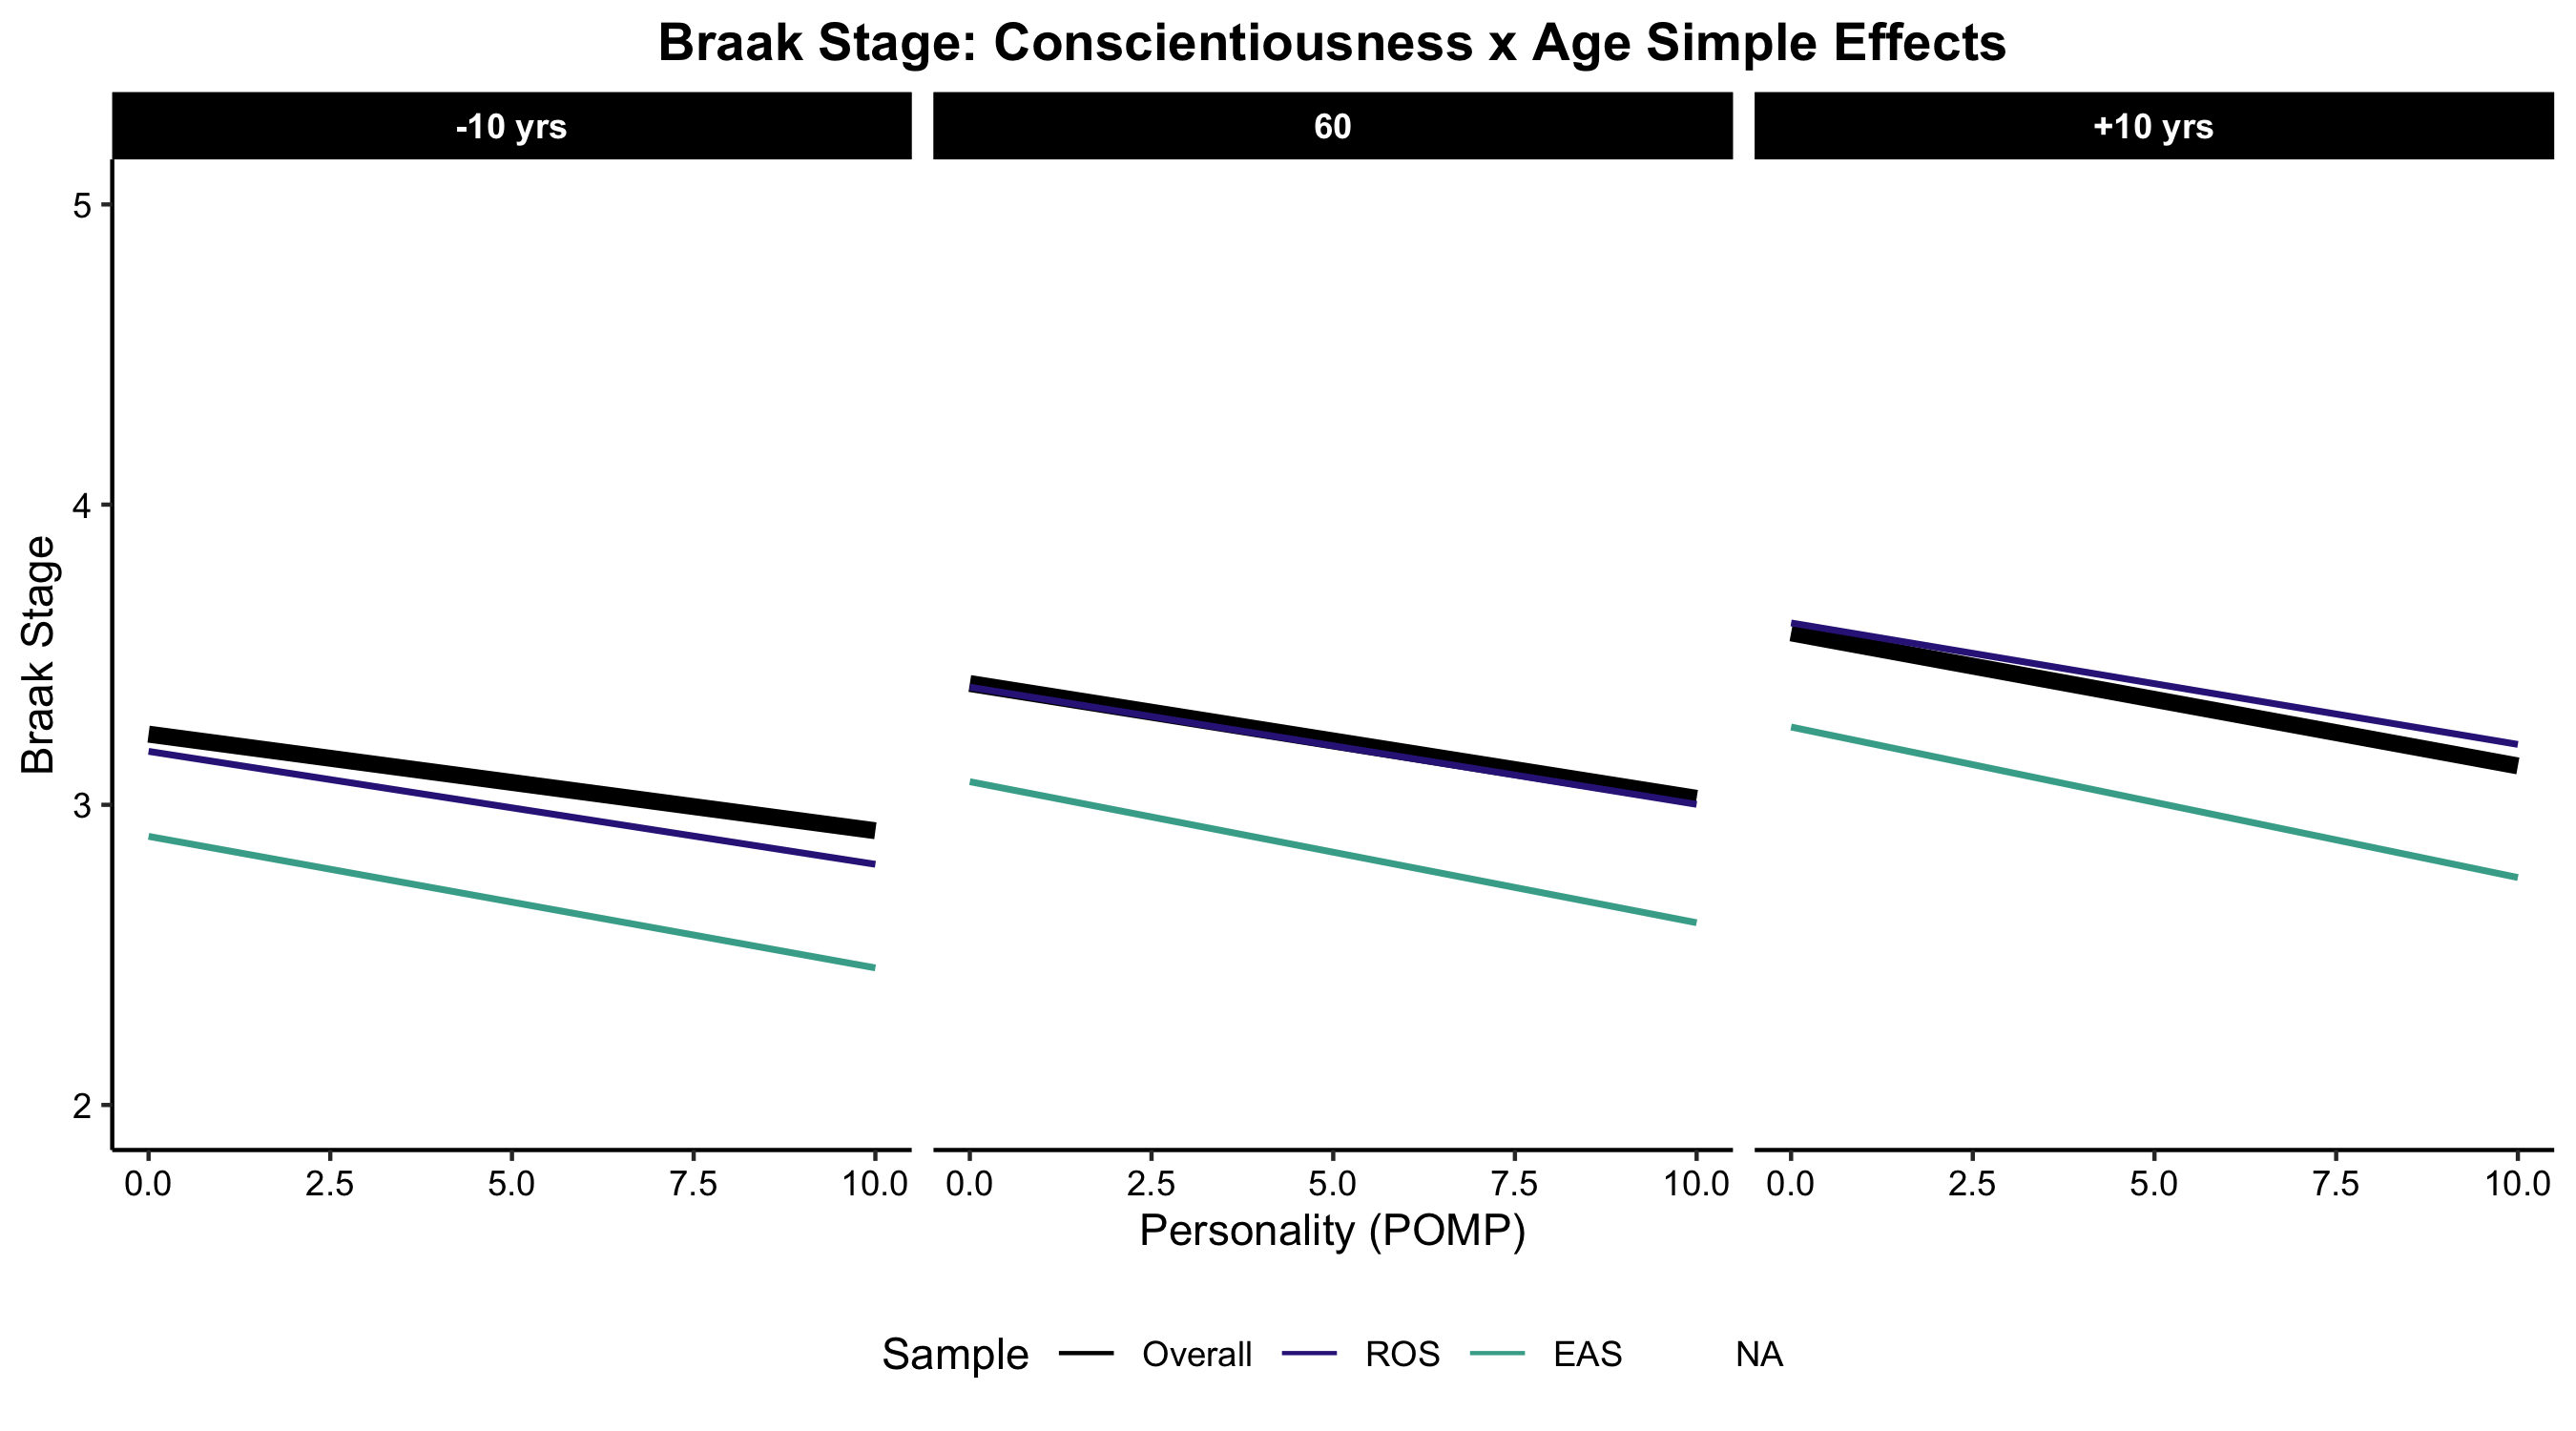 Braak Stage: Conscientiousness x Age Simple Effects
-10 yrs 60 +10 yrs
Braak Stage
5
4
3
2
0.0 2.5 5.0 7.5 10.0 0.0 2.5 5.0 7.5 10.0 0.0 2.5 5.0 7.5 10.0
Personality (POMP)
Sample Overall ROS EAS NA